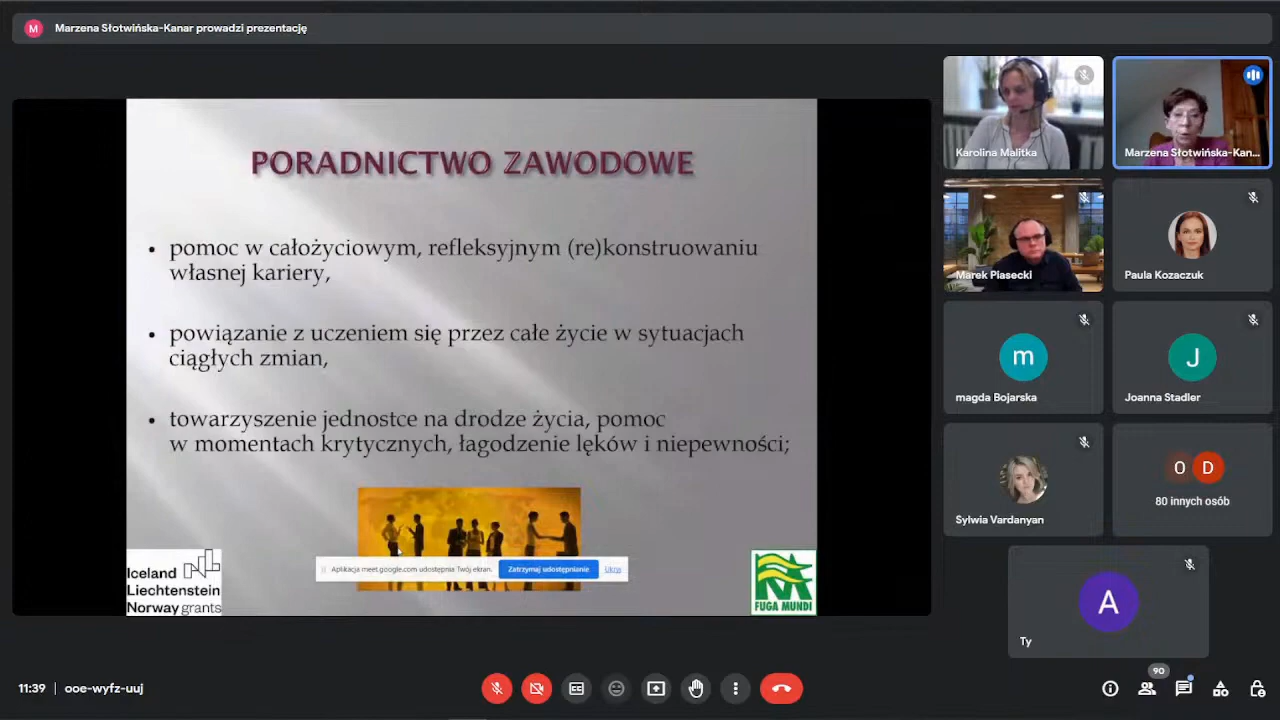 M Marzena Słotwińska-Kanar prowadzi prezentację
PORADNICTWO ZAWODOWE
• pomoc w całożyciowym, refleksyjnym (re)konstruowaniu
własnej kariery,
• powiązanie z uczeniem się przez całe życie w sytuacjach
ciągłych zmian,
• towarzyszenie jednostce na drodze życia, pomoc
w momentach krytycznych, łagodzenie lęków i niepewności;
Aplikacja meet.google.com udostępnia Twój ekran. Zatrzymaj udostępnianie Ukryj
Iceland
Liechtenstein
Norway grants
FUGA MUNDI
Karolina Malitka
Marzena Słotwińska-Kan...
Marek Piasecki
Paula Kozaczuk
m
magda Bojarska
J
Joanna Stadler
Sylwia Vardanyan
O D
80 innych osób
A
Ty
11:39 | ooe-wyfz-uuj
90